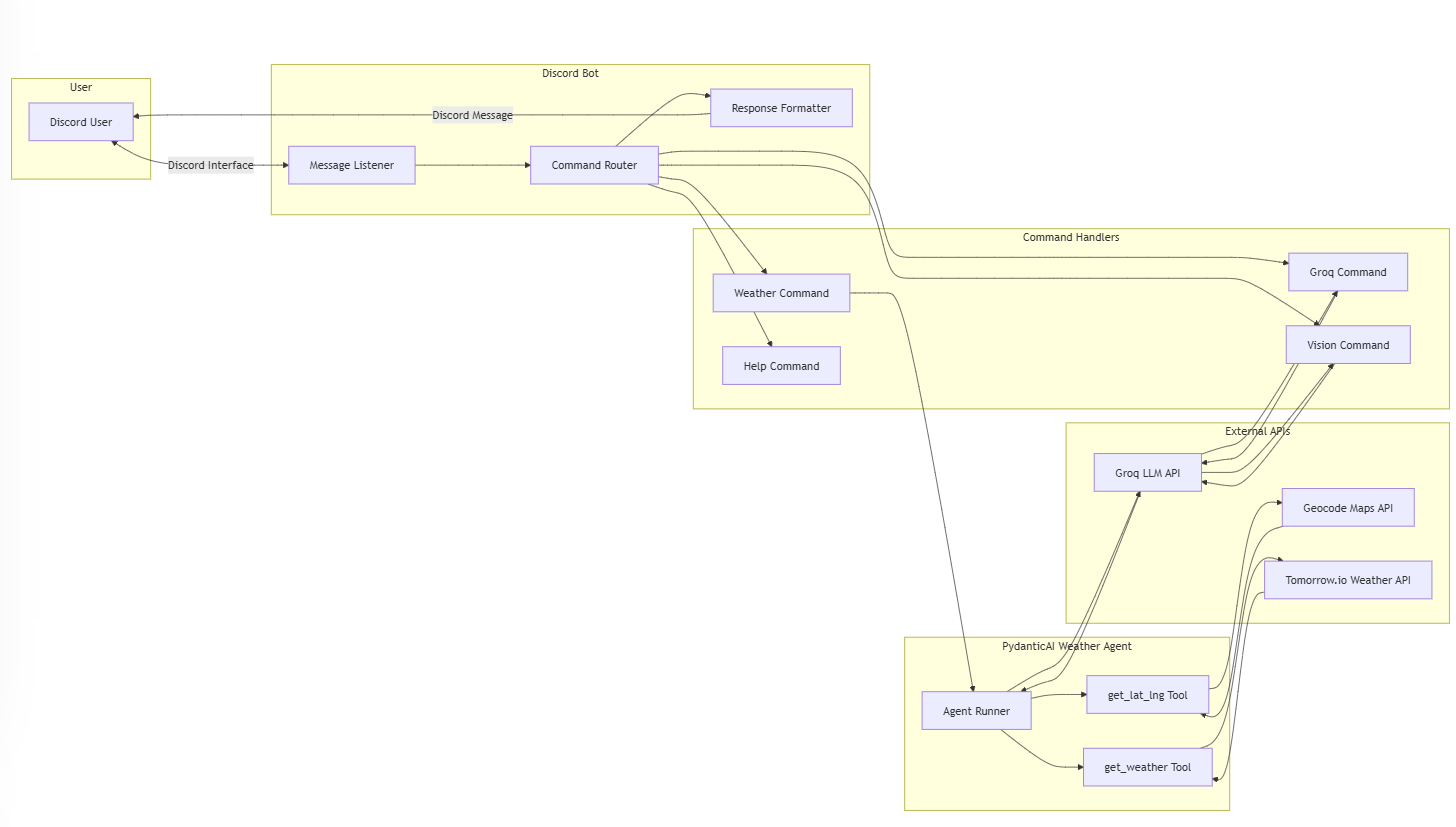 User
Discord User
Discord Interface
Discord Bot
Discord Message
Response Formatter
Message Listener
Command Router
Command Handlers
Groq Command
Weather Command
Vision Command
Help Command
External APIs
Groq LLM API
Geocode Maps API
Tomorrow.io Weather API
PydanticAI Weather Agent
get_lat_lng Tool
Agent Runner
get_weather Tool